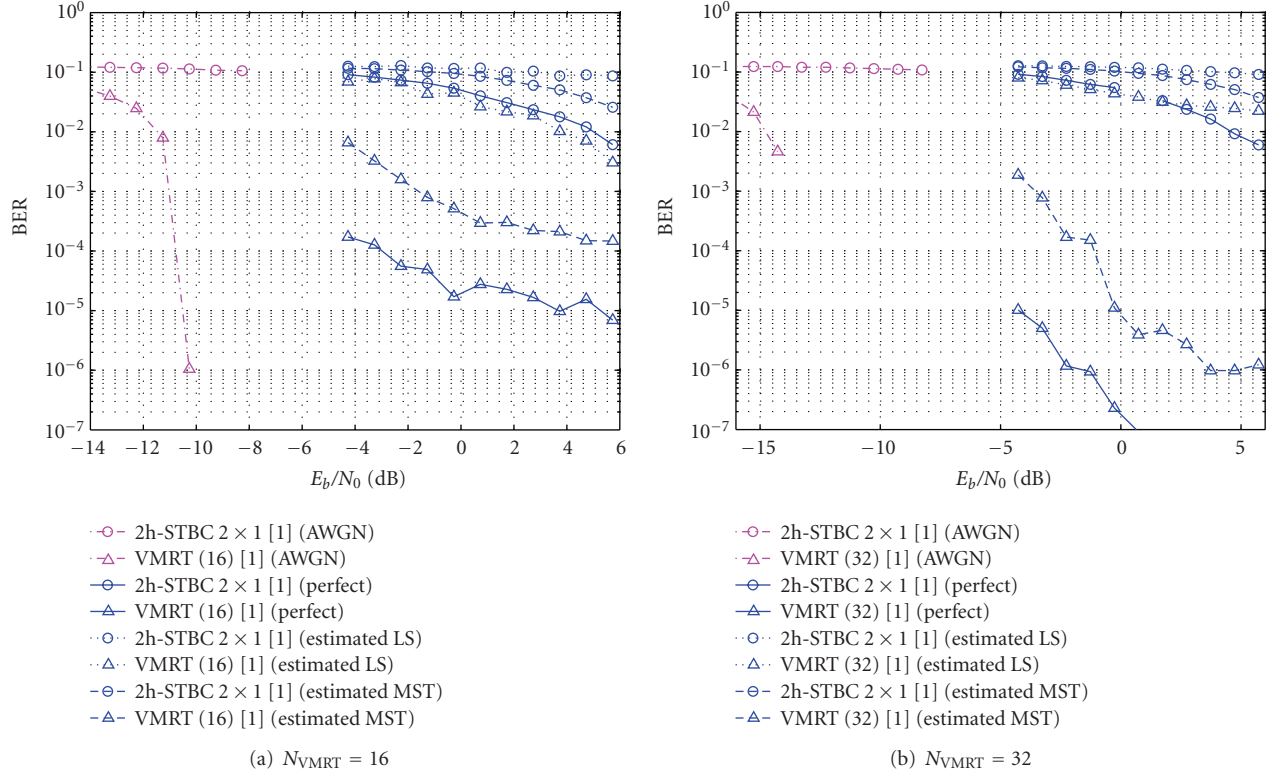 10^0
10^-1
10^-2
10^-3
10^-4
10^-5
10^-6
10^-7
BER
−14 −12 −10 −8 −6 −4 −2 0 2 4 6
E_b/N_0 (dB)
2h-STBC 2 × 1 [1] (AWGN)
VMRT (16) [1] (AWGN)
2h-STBC 2 × 1 [1] (perfect)
VMRT (16) [1] (perfect)
2h-STBC 2 × 1 [1] (estimated LS)
VMRT (16) [1] (estimated LS)
2h-STBC 2 × 1 [1] (estimated MST)
VMRT (16) [1] (estimated MST)
(a) N_VMRT = 16
10^0
10^-1
10^-2
10^-3
10^-4
10^-5
10^-6
10^-7
BER
−15 −10 −5 0 5
E_b/N_0 (dB)
2h-STBC 2 × 1 [1] (AWGN)
VMRT (32) [1] (AWGN)
2h-STBC 2 × 1 [1] (perfect)
VMRT (32) [1] (perfect)
2h-STBC 2 × 1 [1] (estimated LS)
VMRT (32) [1] (estimated LS)
2h-STBC 2 × 1 [1] (estimated MST)
VMRT (32) [1] (estimated MST)
(b) N_VMRT = 32